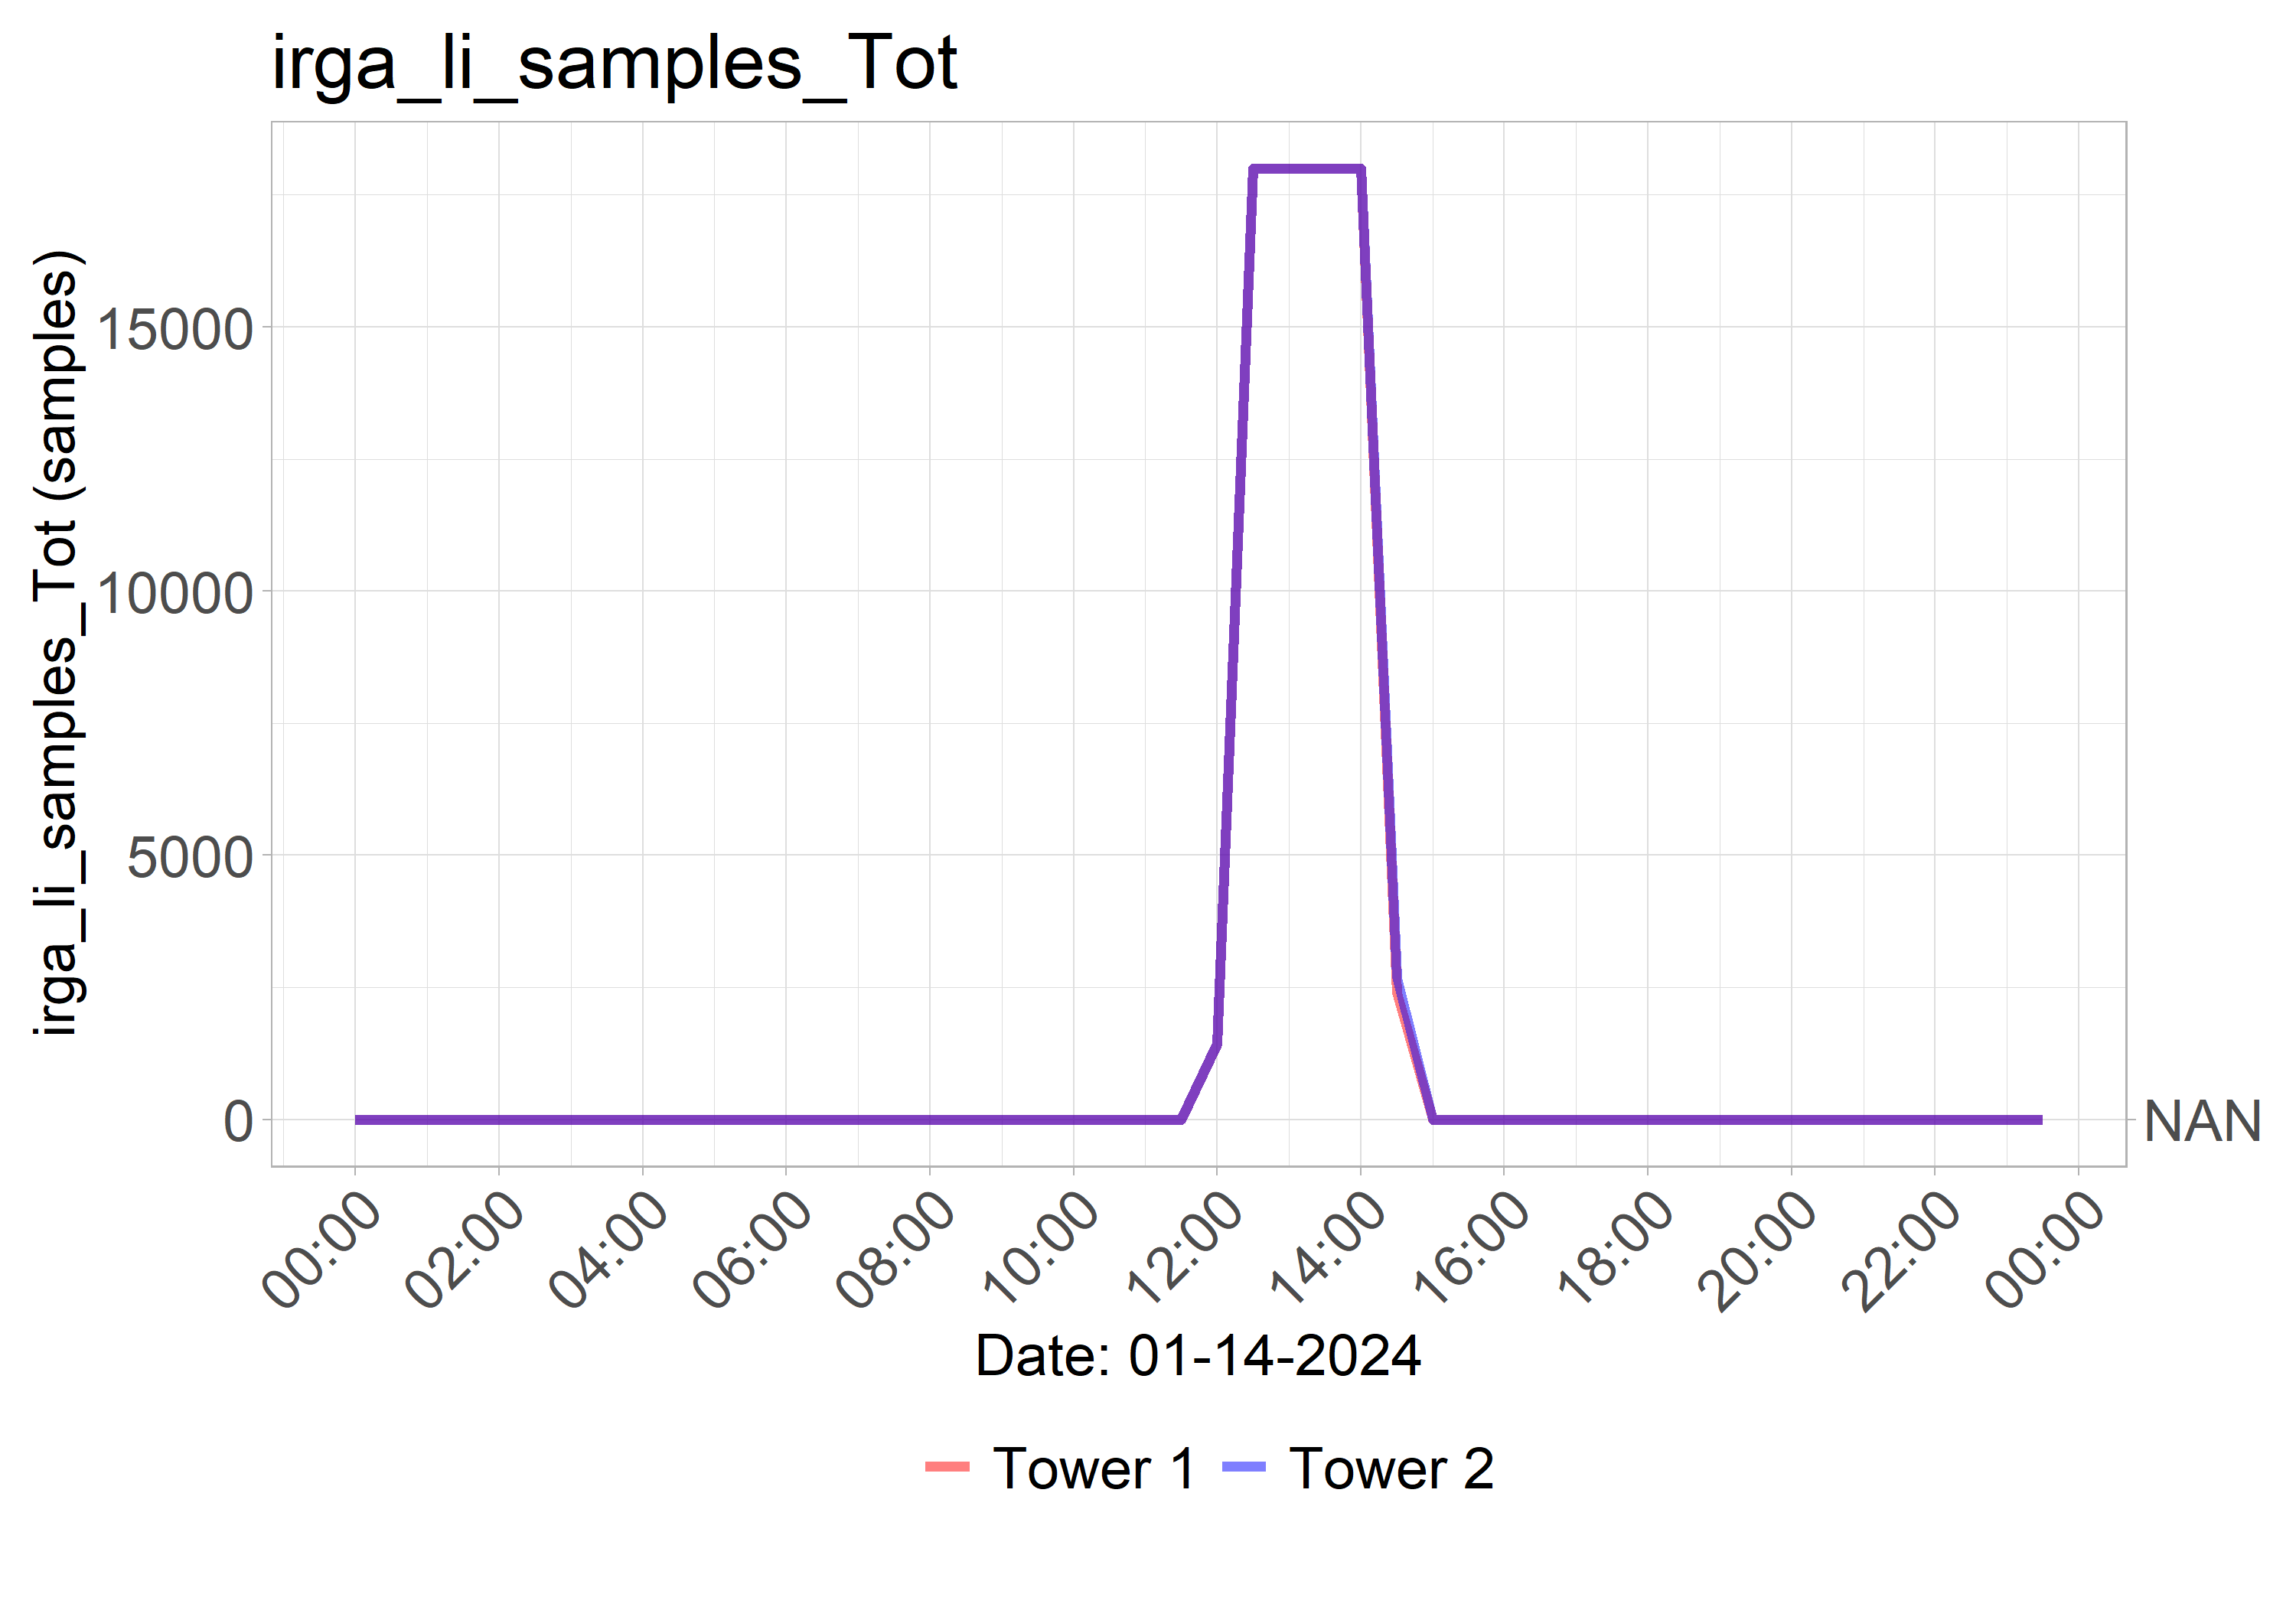 irga_li_samples_Tot
irga_li_samples_Tot (samples)
15000
10000
5000
0
NAN
00:00
02:00
04:00
06:00
08:00
10:00
12:00
14:00
16:00
18:00
20:00
22:00
00:00
Date: 01-14-2024
Tower 1
Tower 2